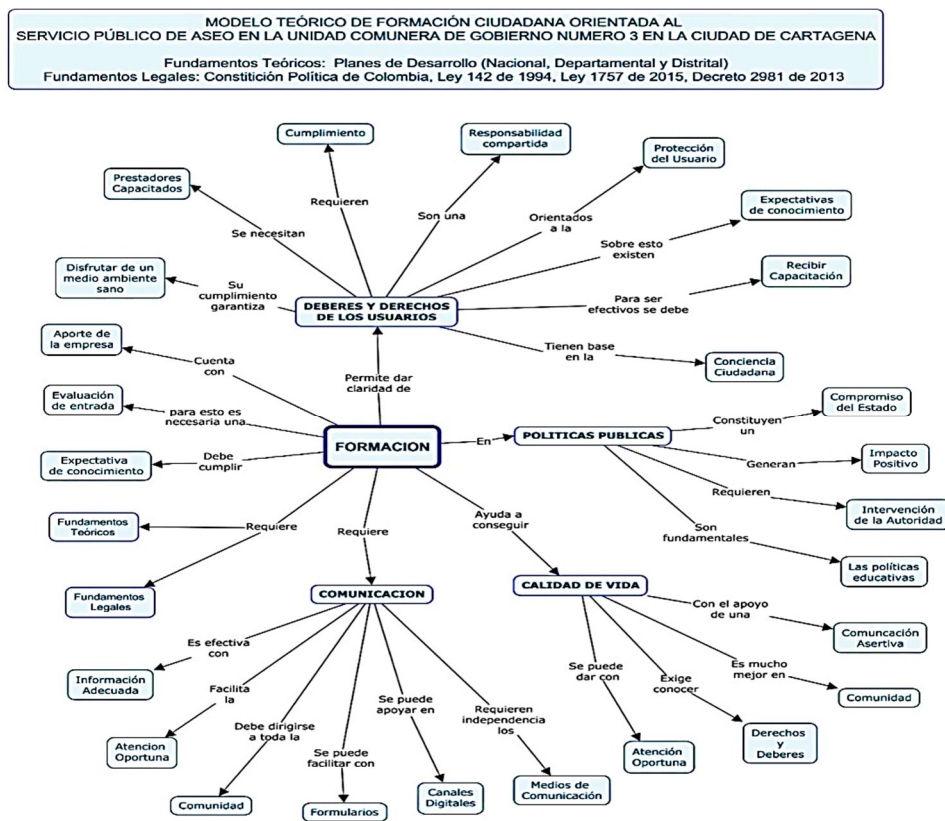 MODELO TEÓRICO DE FORMACIÓN CIUDADANA ORIENTADA AL
SERVICIO PÚBLICO DE ASEO EN LA UNIDAD COMUNERA DE GOBIERNO NUMERO 3 EN LA CIUDAD DE CARTAGENA
Fundamentos Teóricos: Planes de Desarrollo (Nacional, Departamental y Distrital)
Fundamentos Legales: Constitición Política de Colombia, Ley 142 de 1994, Ley 1757 de 2015, Decreto 2981 de 2013
Cumplimiento
Responsabilidad
compartida
Protección
del Usuario
Prestadores
Capacitados
Expectativas
de conocimiento
Requieren
Son una
Orientados
a la
Se necesitan
Sobre esto
existen
Disfrutar de un
medio ambiente
sano
Recibir
Capacitación
Su
cumplimiento
garantiza
DEBERES Y DERECHOS
DE LOS USUARIOS
Para ser
efectivos se debe
Aporte de
la empresa
Cuenta
con
Tienen base
en la
Conciencia
Ciudadana
Permite dar
claridad de
Evaluación
de entrada
para esto es
necesaria una
Compromiso
del Estado
Constituyen
un
FORMACION
En
POLITICAS PUBLICAS
Expectativa
de conocimiento
Debe
cumplir
Generan
Impacto
Positivo
Requieren
Intervención
de la Autoridad
Fundamentos
Teóricos
Requiere
Requiere
Ayuda a
conseguir
Son
fundamentales
Las políticas
educativas
Fundamentos
Legales
COMUNICACION
CALIDAD DE VIDA
Con el apoyo
de una
Comuncación
Asertiva
Es efectiva
con
Información
Adecuada
Facilita
la
Se puede
apoyar en
Requieren
independencia
los
Se puede
dar con
Exige
conocer
Es mucho
mejor en
Comunidad
Debe dirigirse
a toda la
Se puede
facilitar con
Atencion
Oportuna
Atención
Oportuna
Derechos
y
Deberes
Comunidad
Formularios
Canales
Digitales
Medios de
Comunicación